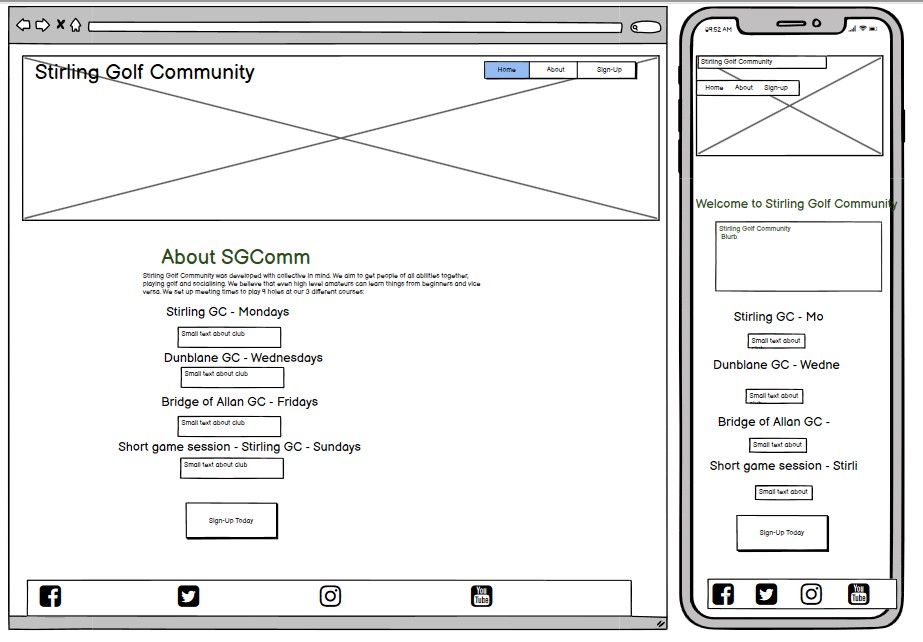 Stirling Golf Community
Home About Sign-Up
About SGComm
Stirling Golf Community was developed with collective in mind. We aim to get people of all abilities together,
playing golf and socialising. We believe that even high level amateurs can learn things from beginners and vice
versa. We set up meeting times to play 9 holes at our 3 different courses:
Stirling GC - Mondays
Small text about club
Dunblane GC - Wednesdays
Small text about club
Bridge of Allan GC - Fridays
Small text about club
Short game session - Stirling GC - Sundays
Small text about club
Sign-Up Today
You
Tube
09:52 AM
Stirling Golf Community
Home About Sign-up
Welcome to Stirling Golf Community
Stirling Golf Community
Blurb
Stirling GC - Mo
Small text about
Dunblane GC - Wedne
Small text about
Bridge of Allan GC -
Small text about
Short game session - Stirli
Small text about
Sign-Up Today
You
Tube